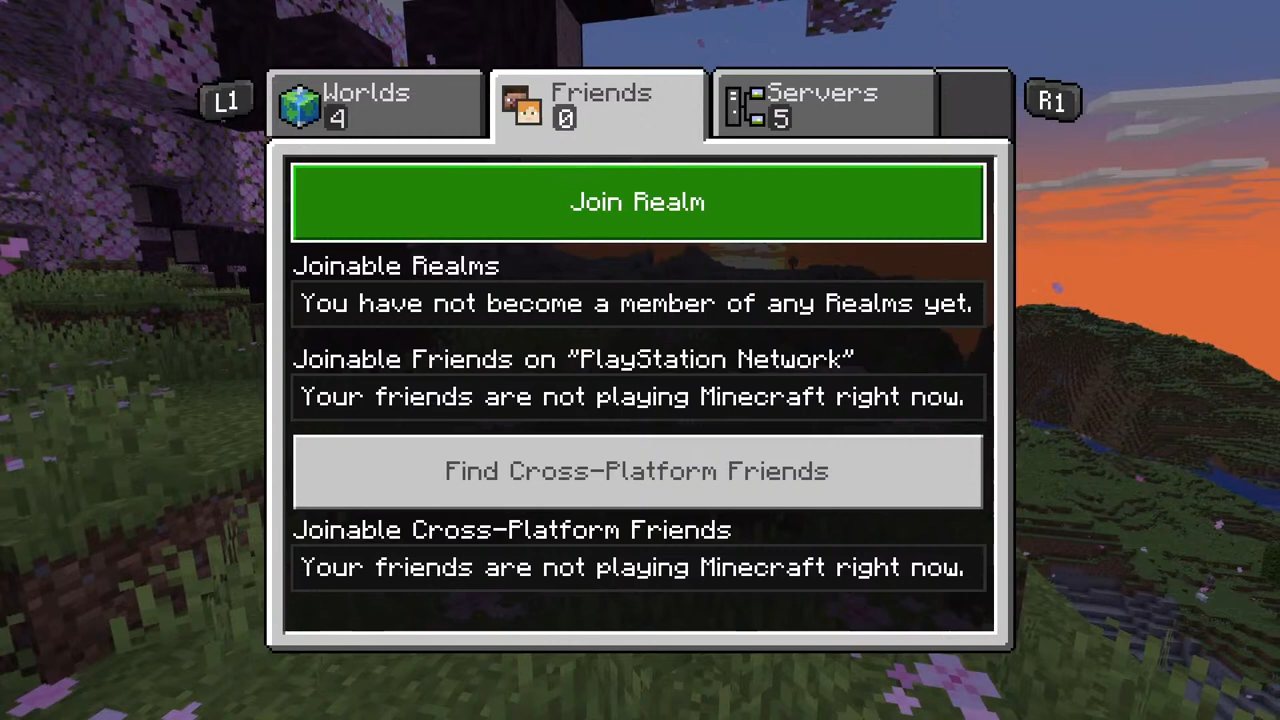 L1
Worlds
4
Friends
0
Servers
5
R1
Join Realm
Joinable Realms
You have not become a member of any Realms yet.
Joinable Friends on "PlayStation Network"
Your friends are not playing Minecraft right now.
Find Cross-Platform Friends
Joinable Cross-Platform Friends
Your friends are not playing Minecraft right now.